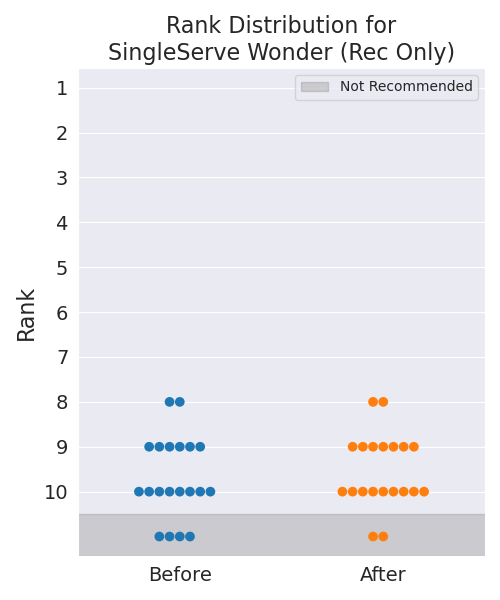 Rank Distribution for
SingleServe Wonder (Rec Only)
Not Recommended
1
2
3
4
5
6
7
8
9
10
Rank
Before
After